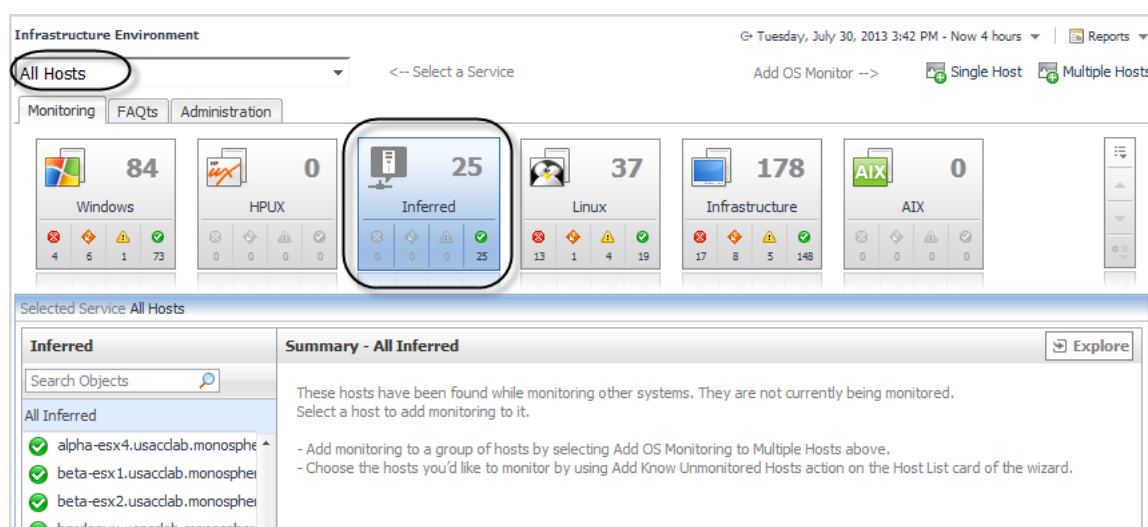 Infrastructure Environment
Tuesday, July 30, 2013 3:42 PM - Now 4 hours
Reports
All Hosts
<-- Select a Service
Add OS Monitor -->
Single Host
Multiple Hosts
Monitoring
FAQts
Administration
84
Windows
4 6 1 73
0
HPUX
0 0 0 0
25
Inferred
0 0 0 25
37
Linux
13 1 4 19
178
Infrastructure
17 8 5 148
AIX
0
AIX
0 0 0 0
Selected Service All Hosts
Inferred
Search Objects
All Inferred
alpha-esx4.usacclab.monosphe
beta-esx1.usacclab.monospher
beta-esx2.usacclab.monospher
Summary - All Inferred
Explore
These hosts have been found while monitoring other systems. They are not currently being monitored.
Select a host to add monitoring to it.
- Add monitoring to a group of hosts by selecting Add OS Monitoring to Multiple Hosts above.
- Choose the hosts you'd like to monitor by using Add Know Unmonitored Hosts action on the Host List card of the wizard.